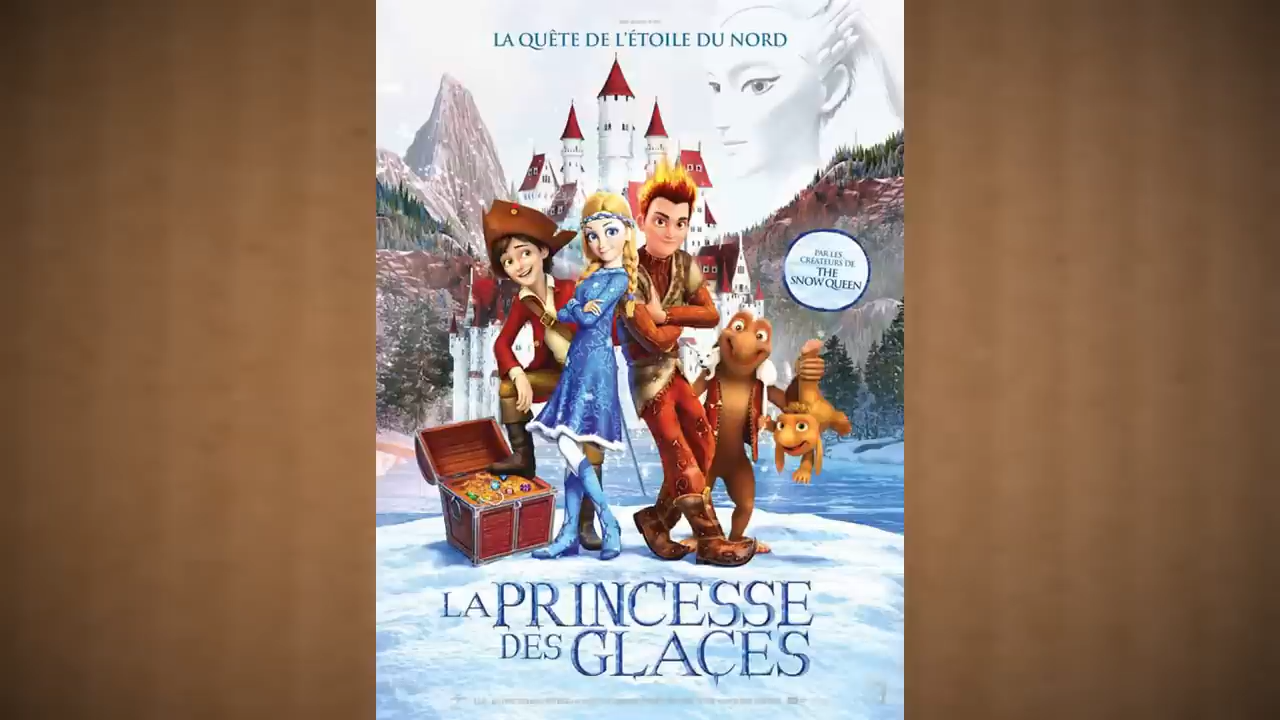 LA QUÊTE DE L'ÉTOILE DU NORD
PAR LES
CRÉATEURS DE
THE
SNOW QUEEN
LA PRINCESSE
DES GLACES